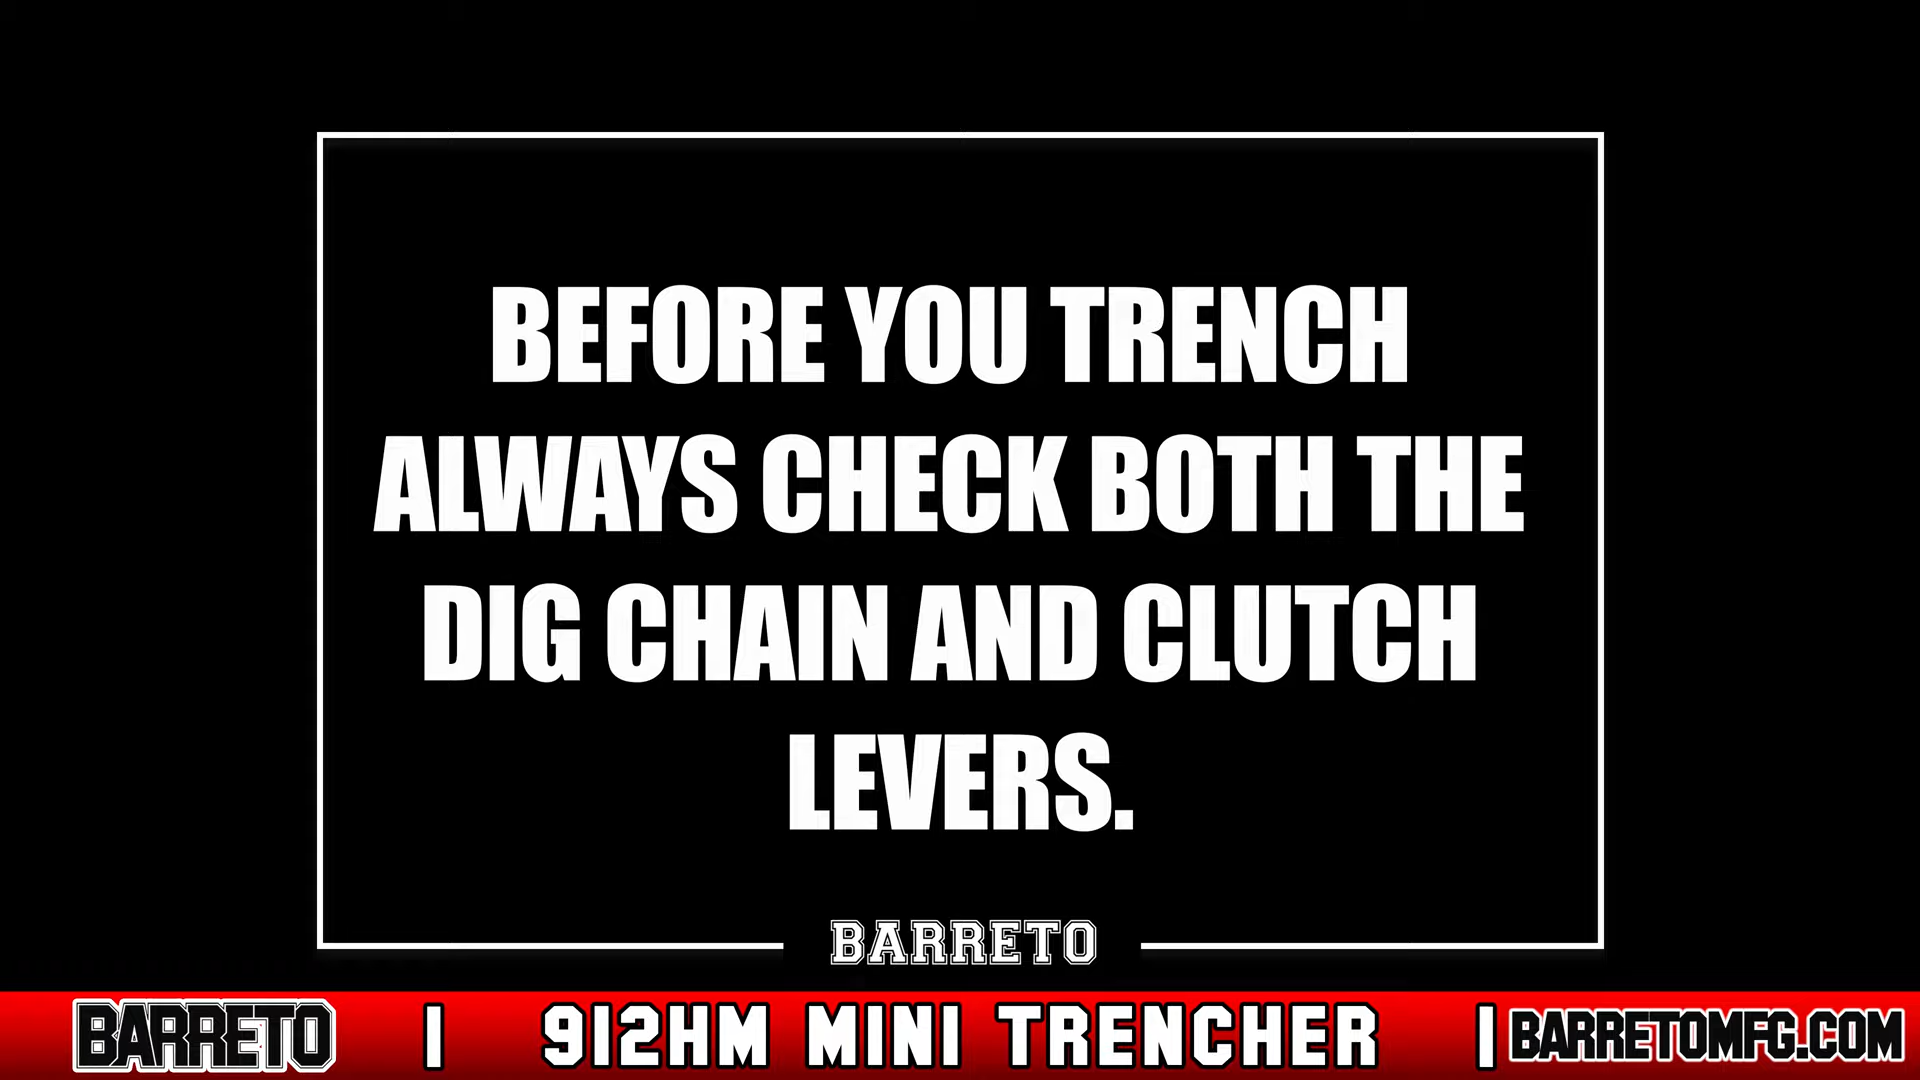 BEFORE YOU TRENCH
ALWAYS CHECK BOTH THE
DIG CHAIN AND CLUTCH
LEVERS.
BARRETO
BARRETO | 912HM MINI TRENCHER | BARRETOMFG.COM